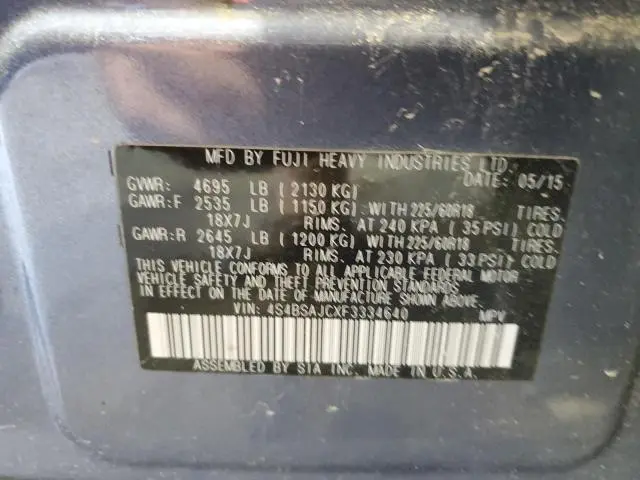 MFD BY FUJI HEAVY INDUSTRIES LTD.
GVWR: 4695 LB ( 2130 KG) DATE: 05/15
GAWR:F 2535 LB ( 1150 KG) WITH 225/60R18 TIRES.
18X7J RIMS. AT 240 KPA ( 35 PSI) COLD
GAWR:R 2645 LB ( 1200 KG) WITH 225/60R18 TIRES.
18X7J RIMS. AT 230 KPA ( 33 PSI) COLD
THIS VEHICLE CONFORMS TO ALL APPLICABLE FEDERAL MOTOR
VEHICLE SAFETY AND THEFT PREVENTION STANDARDS IN
EFFECT ON THE DATE OF MANUFACTURE SHOWN ABOVE.
VIN: 4S4BSAJCXF3334640 MPV
ASSEMBLED BY SIA INC. MADE IN U.S.A.